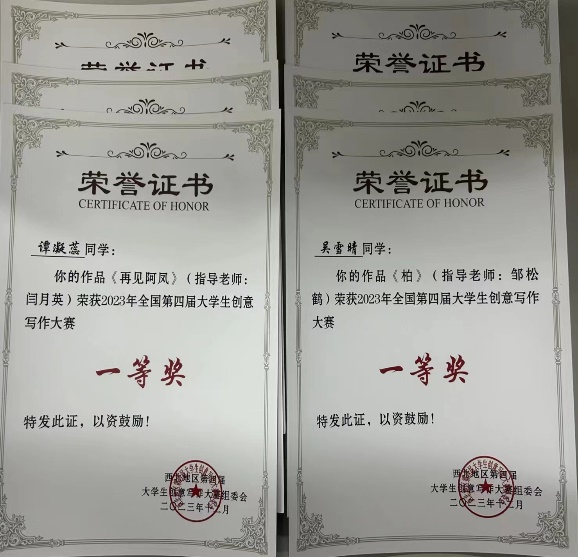 荣誉证书
荣誉证书
荣誉证书
CERTIFICATE OF HONOR
谭凝蕊同学：
你的作品《再见阿凤》（指导老师：
闫月英）荣获2023年全国第四届大学生创意
写作大赛
一等奖
特发此证，以资鼓励！
西北地区第四届
大学生创意写作大赛组委会
二〇二三年十二月
荣誉证书
CERTIFICATE OF HONOR
吴雪晴同学：
你的作品《柏》（指导老师：邹松
鹤）荣获2023年全国第四届大学生创意写作
大赛
一等奖
特发此证，以资鼓励！
西北地区第四届
大学生创意写作大赛组委会
二〇二三年十二月